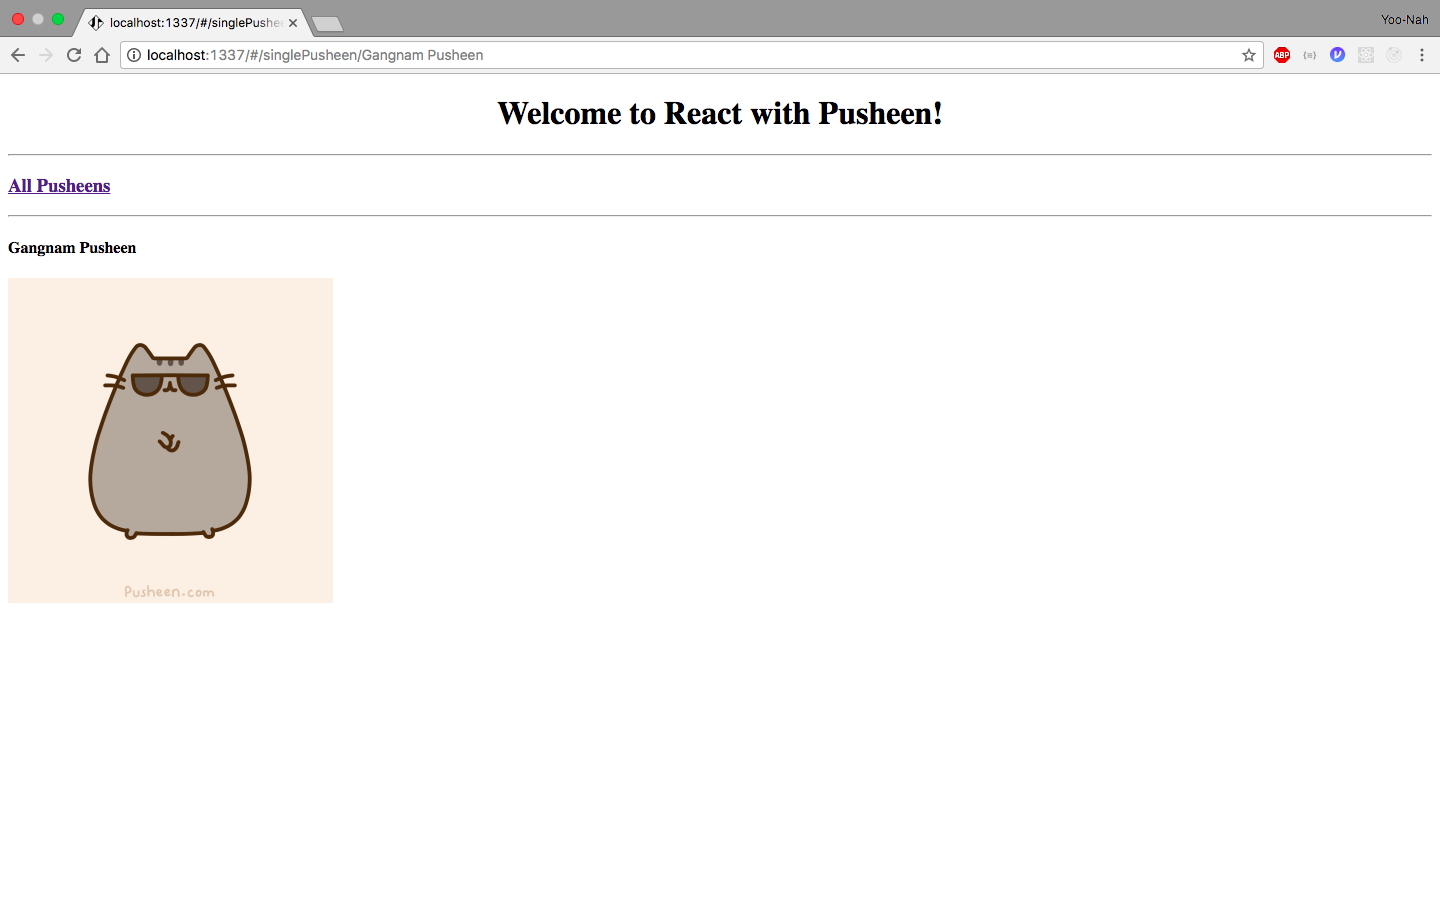 localhost:1337/#/singlePushee
Yoo-Nah
localhost:1337/#/singlePusheen/Gangnam Pusheen
ABP
Welcome to React with Pusheen!
All Pusheens
Gangnam Pusheen
Pusheen.com